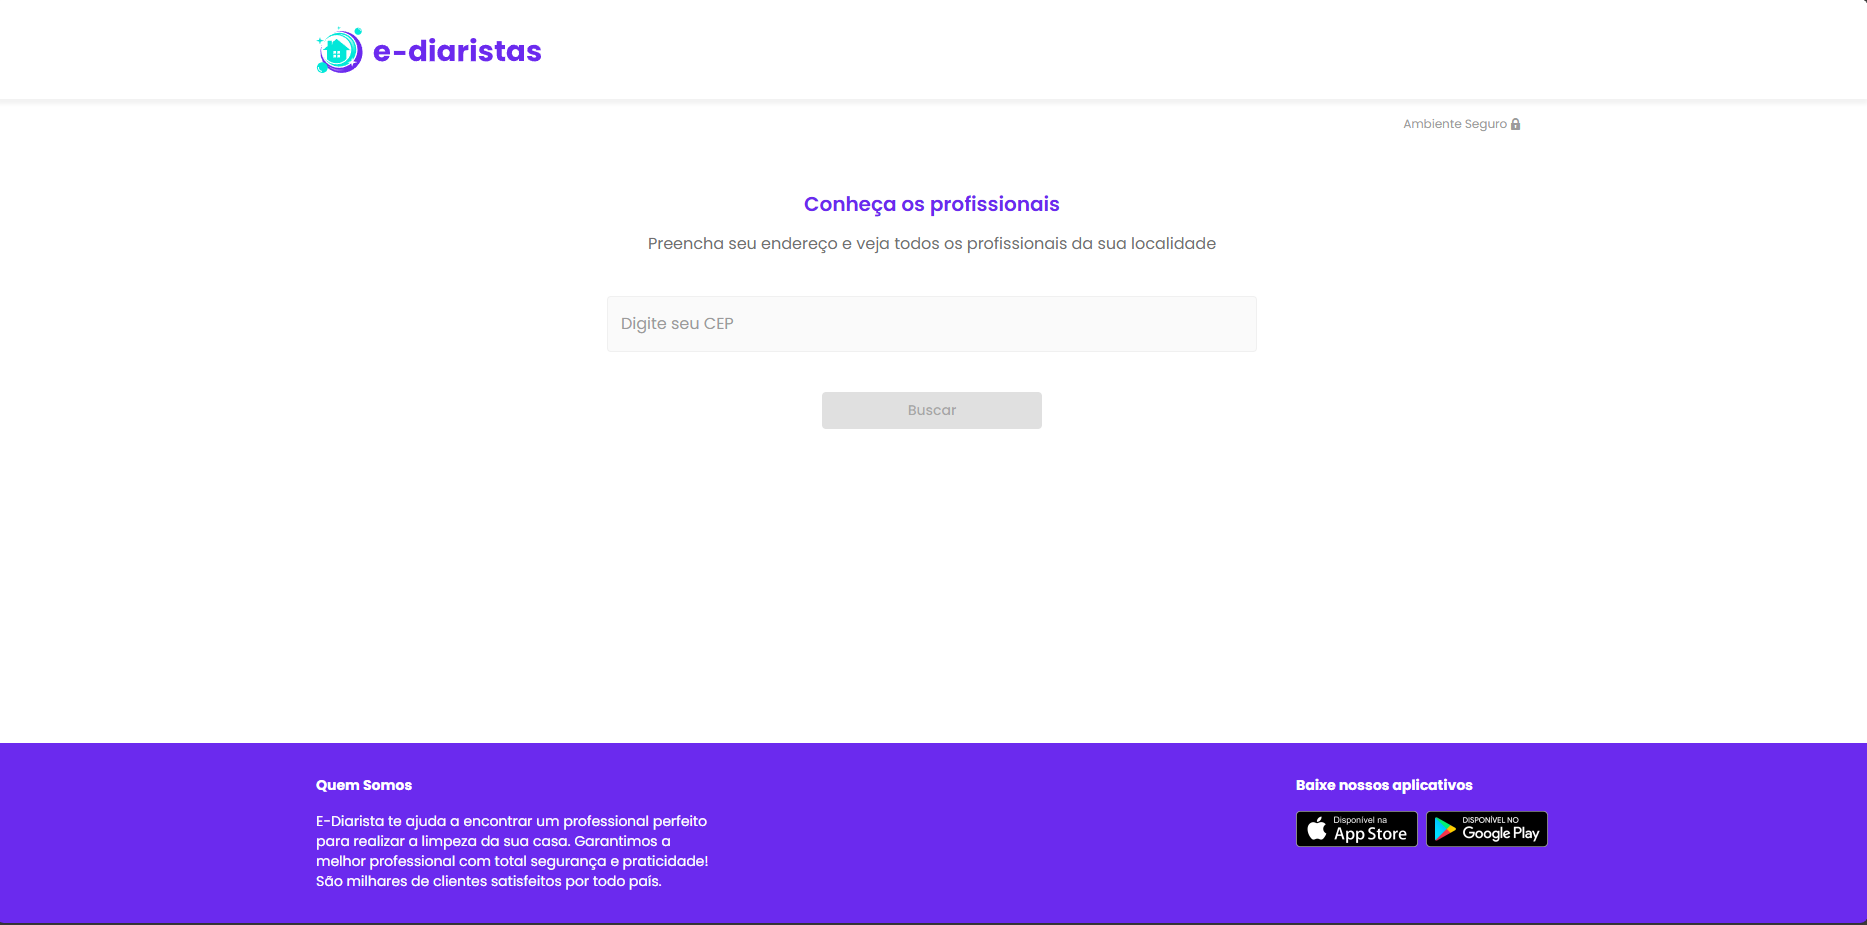 e-diaristas
Ambiente Seguro
Conheça os profissionais
Preencha seu endereço e veja todos os profissionais da sua localidade
Digite seu CEP
Buscar
Quem Somos
E-Diarista te ajuda a encontrar um professional perfeito
para realizar a limpeza da sua casa. Garantimos a
melhor professional com total segurança e praticidade!
São milhares de clientes satisfeitos por todo país.
Baixe nossos aplicativos
Disponível na
App Store
DISPONÍVEL NO
Google Play